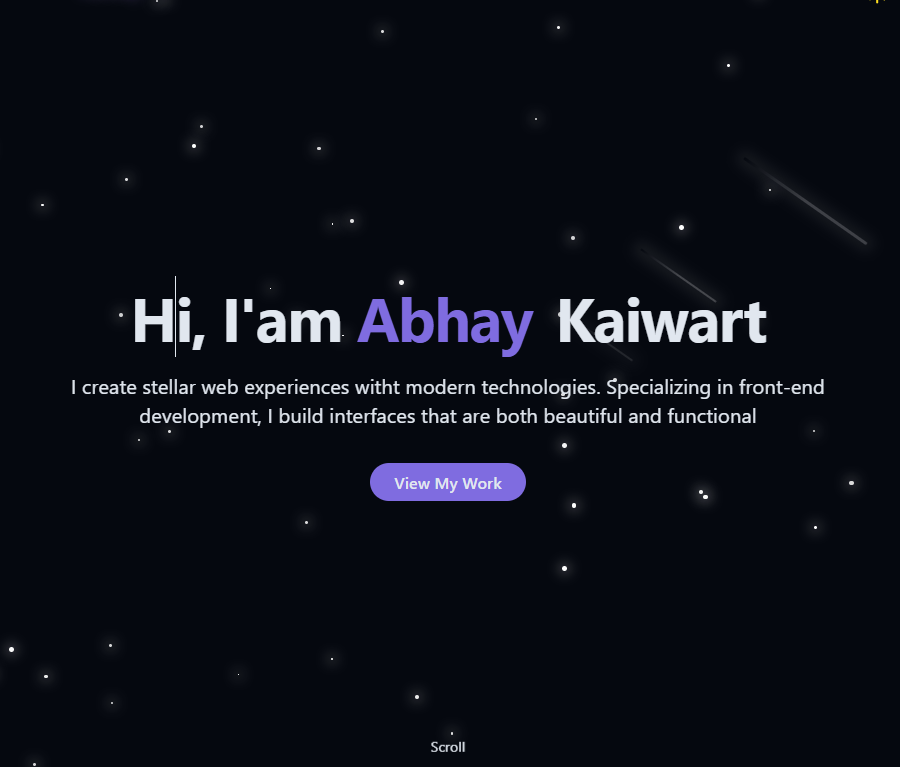 Hi, I'am Abhay Kaiwart
I create stellar web experiences witht modern technologies. Specializing in front-end
development, I build interfaces that are both beautiful and functional
View My Work
Scroll